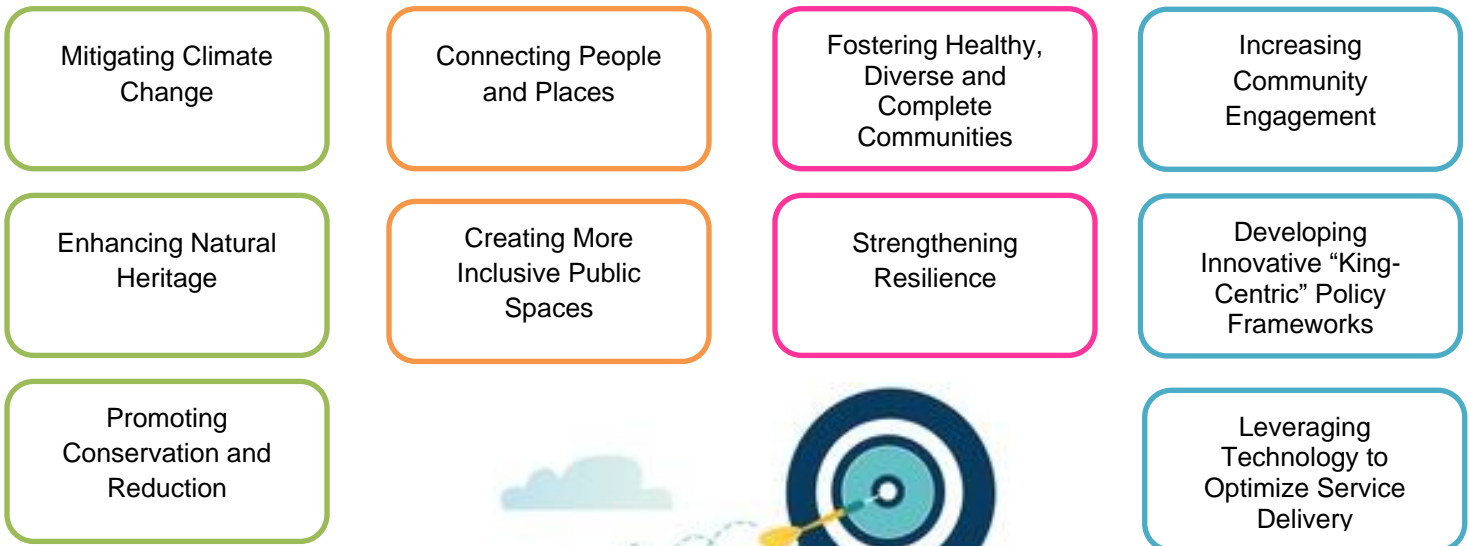 Mitigating Climate
Change
Connecting People
and Places
Fostering Healthy,
Diverse and
Complete
Communities
Increasing
Community
Engagement
Enhancing Natural
Heritage
Creating More
Inclusive Public
Spaces
Strengthening
Resilience
Developing
Innovative “King-
Centric” Policy
Frameworks
Promoting
Conservation and
Reduction
Leveraging
Technology to
Optimize Service
Delivery